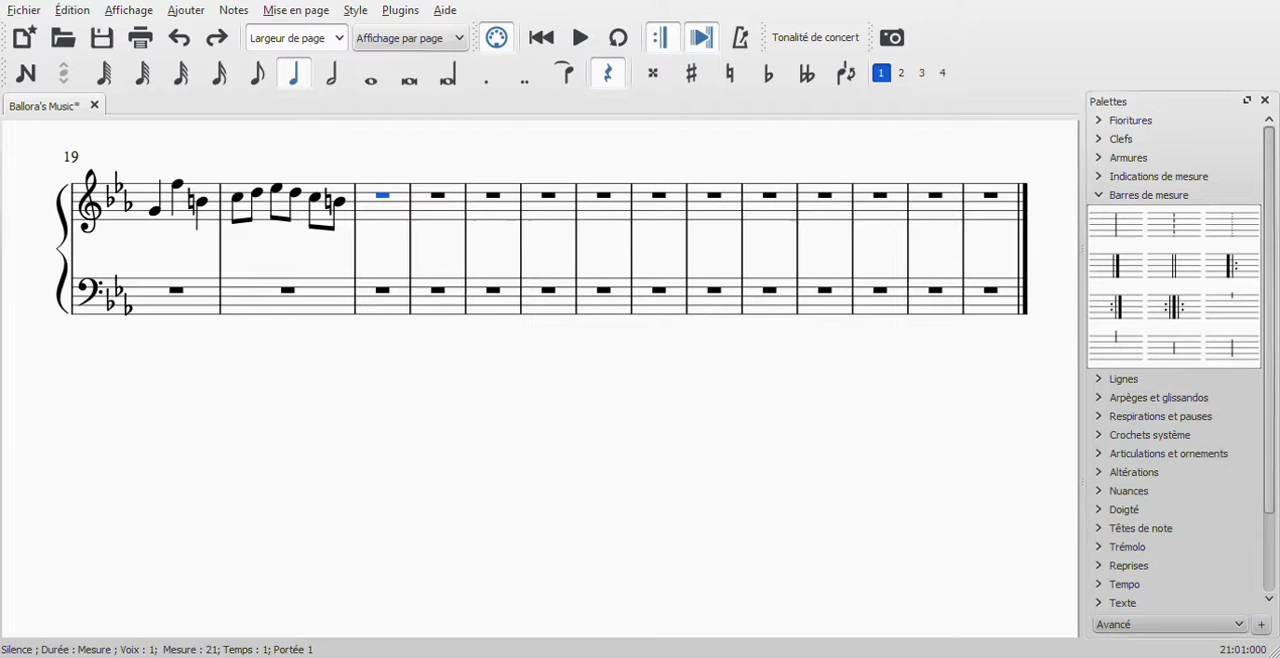 Fichier Édition Affichage Ajouter Notes Mise en page Style Plugins Aide
Largeur de page Affichage par page Tonalité de concert
1 2 3 4
Ballora's Music*
Palettes
Fioritures
Clefs
Armures
Indications de mesure
Barres de mesure
19
Lignes
Arpèges et glissandos
Respirations et pauses
Crochets système
Articulations et ornements
Altérations
Nuances
Doigté
Têtes de note
Trémolo
Reprises
Tempo
Texte
Avancé
Silence ; Durée : Mesure ; Voix : 1; Mesure : 21; Temps : 1; Portée 1
21:01:000